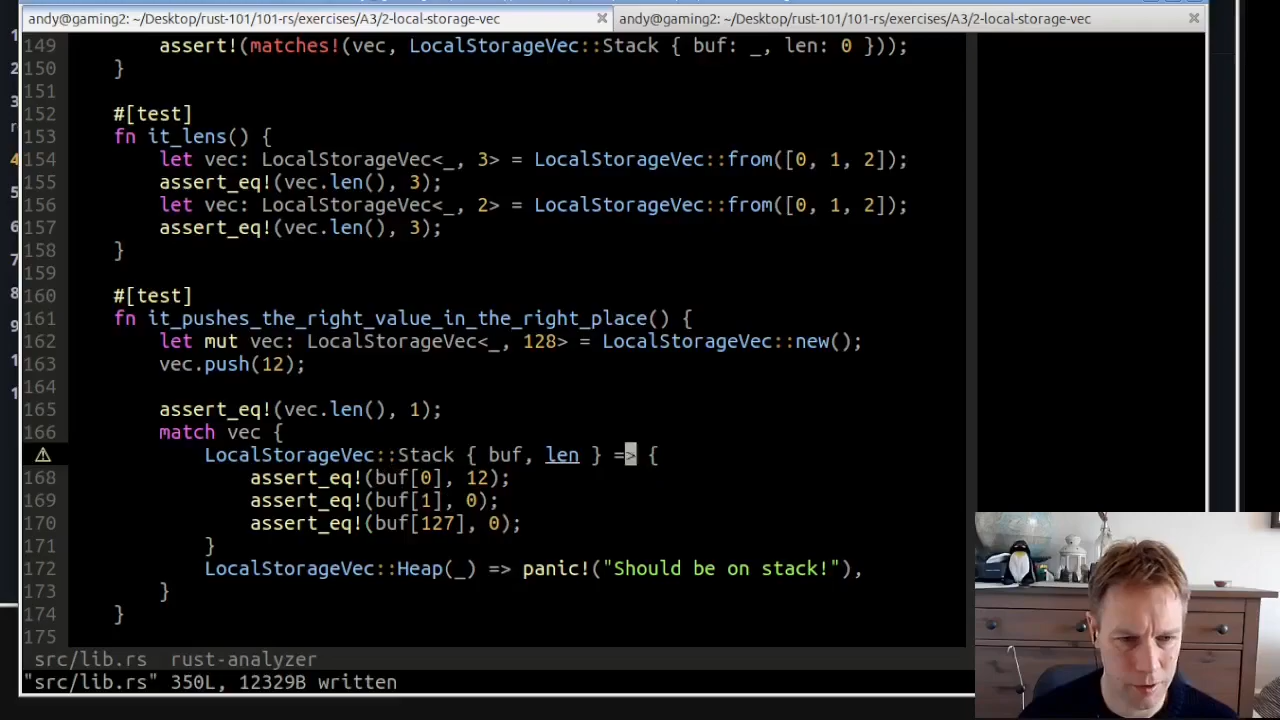 andy@gaming2: ~/Desktop/rust-101/101-rs/exercises/A3/2-local-storage-vec
andy@gaming2: ~/Desktop/rust-101/101-rs/exercises/A3/2-local-storage-vec
149 assert!(matches!(vec, LocalStorageVec::Stack { buf: _, len: 0 }));
150 }
151
152 #[test]
153 fn it_lens() {
154 let vec: LocalStorageVec<_, 3> = LocalStorageVec::from([0, 1, 2]);
155 assert_eq!(vec.len(), 3);
156 let vec: LocalStorageVec<_, 2> = LocalStorageVec::from([0, 1, 2]);
157 assert_eq!(vec.len(), 3);
158 }
159
160 #[test]
161 fn it_pushes_the_right_value_in_the_right_place() {
162 let mut vec: LocalStorageVec<_, 128> = LocalStorageVec::new();
163 vec.push(12);
164
165 assert_eq!(vec.len(), 1);
166 match vec {
⚠ LocalStorageVec::Stack { buf, len } => {
168 assert_eq!(buf[0], 12);
169 assert_eq!(buf[1], 0);
170 assert_eq!(buf[127], 0);
171 }
172 LocalStorageVec::Heap(_) => panic!("Should be on stack!"),
173 }
174 }
175
src/lib.rs rust-analyzer
"src/lib.rs" 350L, 12329B written